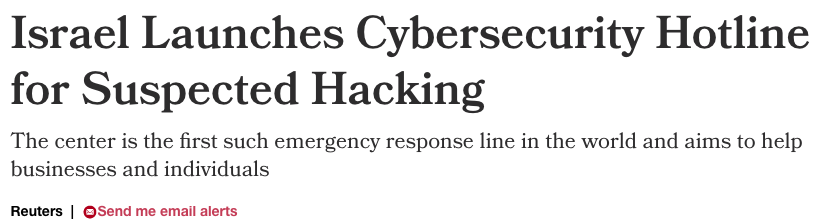 Israel Launches Cybersecurity Hotline
for Suspected Hacking
The center is the first such emergency response line in the world and aims to help
businesses and individuals
Reuters | Send me email alerts